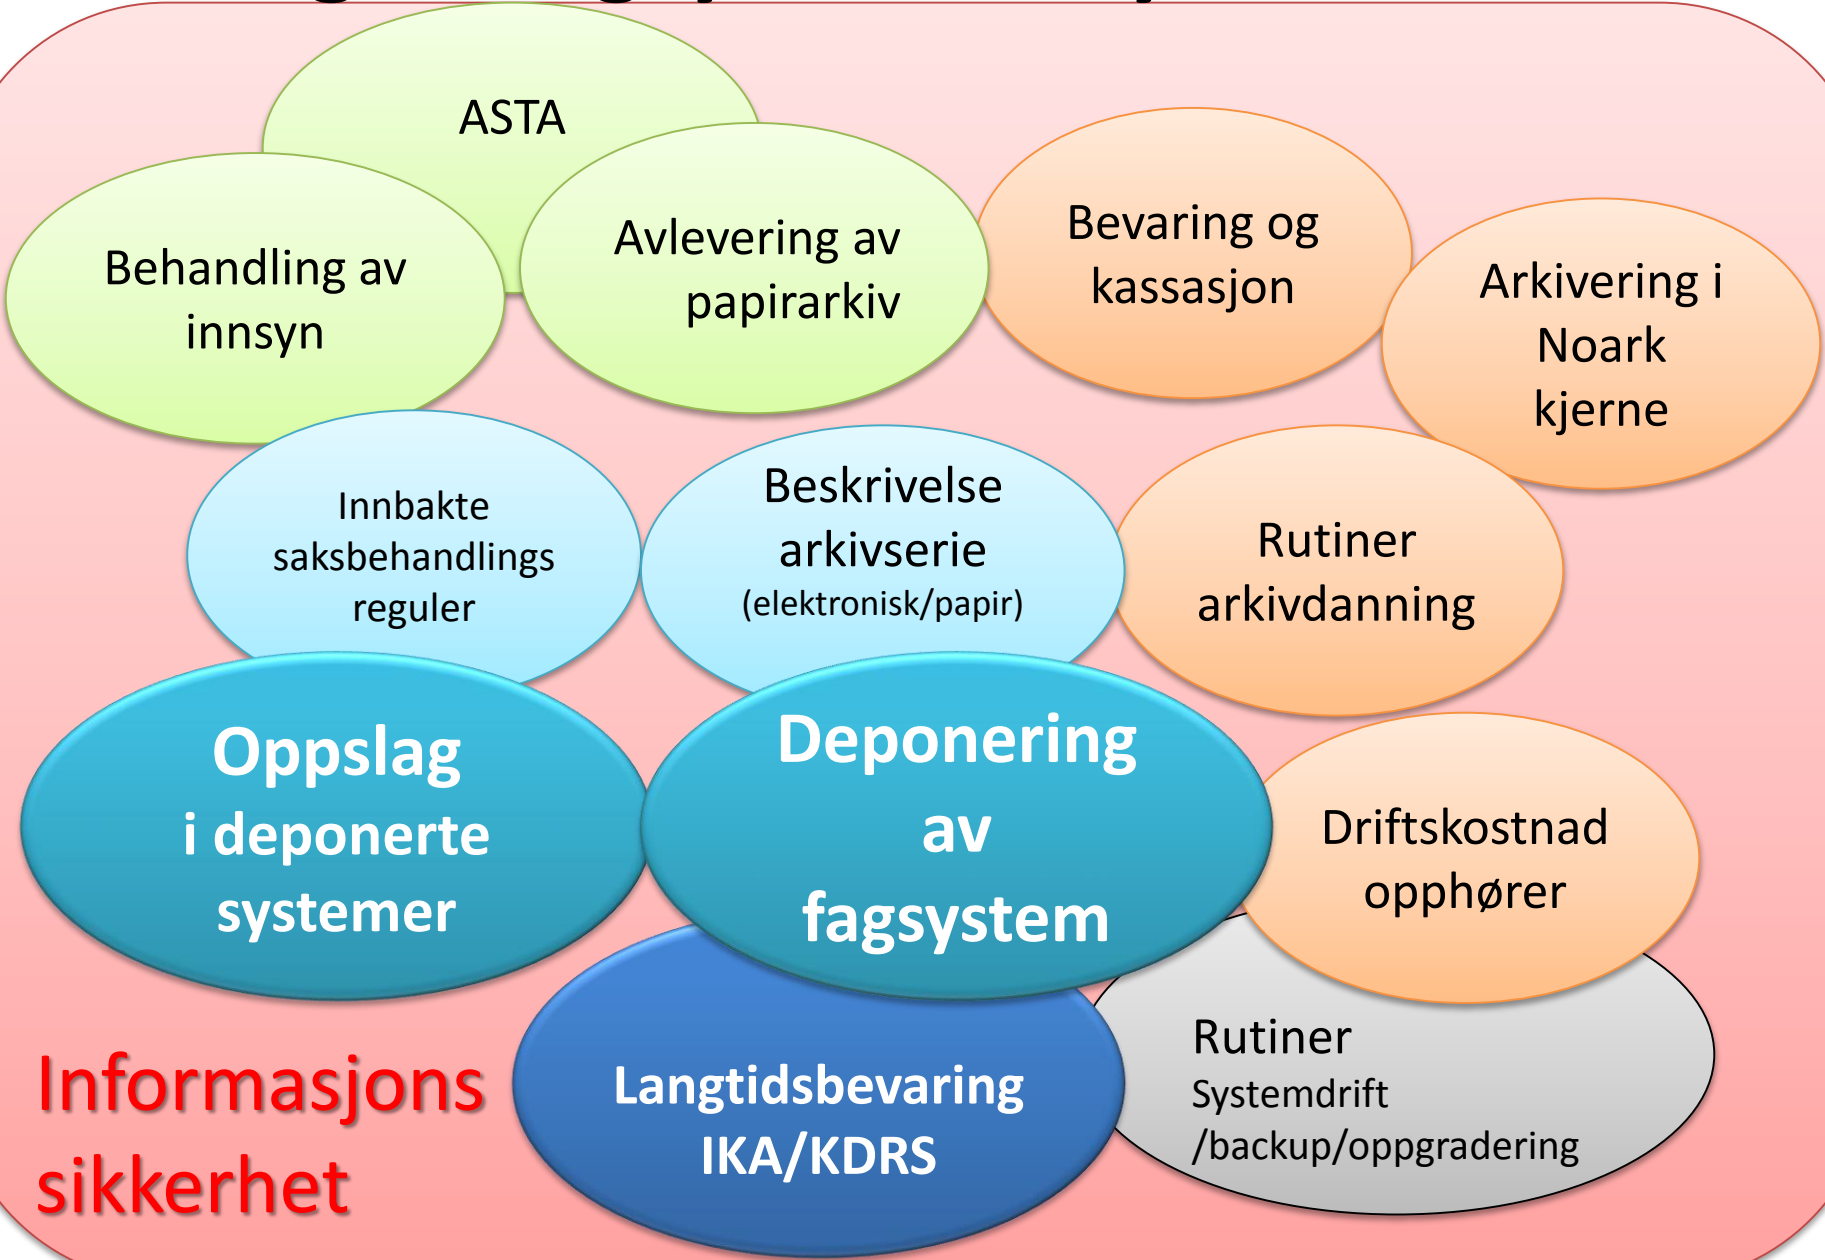 ASTA
Behandling av
innsyn
Avlevering av
papirarkiv
Bevaring og
kassasjon
Arkivering i
Noark
kjerne
Innbakte
saksbehandlings
reguler
Beskrivelse
arkivserie
(elektronisk/papir)
Rutiner
arkivdanning
Oppslag
i deponerte
systemer
Deponering
av
fagsystem
Driftskostnad
opphører
Informasjons
sikkerhet
Langtidsbevaring
IKA/KDRS
Rutiner
Systemdrift
/backup/oppgradering